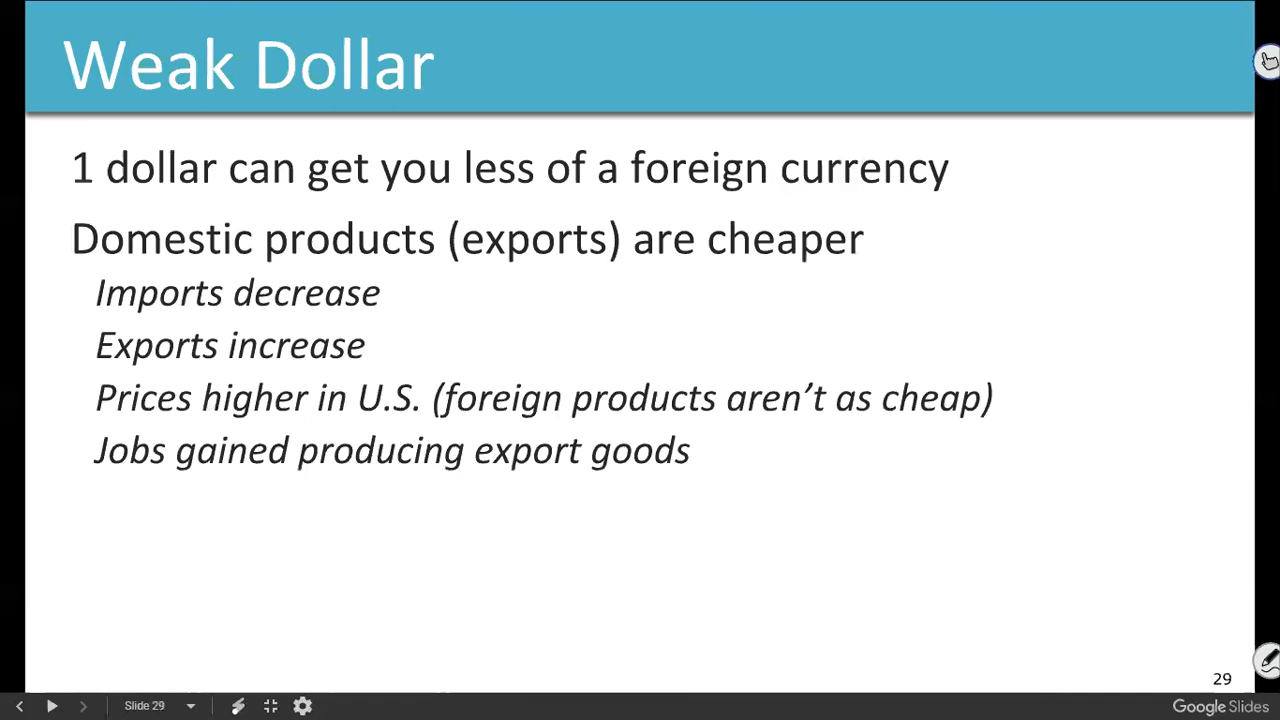 Weak Dollar
1 dollar can get you less of a foreign currency
Domestic products (exports) are cheaper
Imports decrease
Exports increase
Prices higher in U.S. (foreign products aren’t as cheap)
Jobs gained producing export goods
29
Slide 29
Google Slides